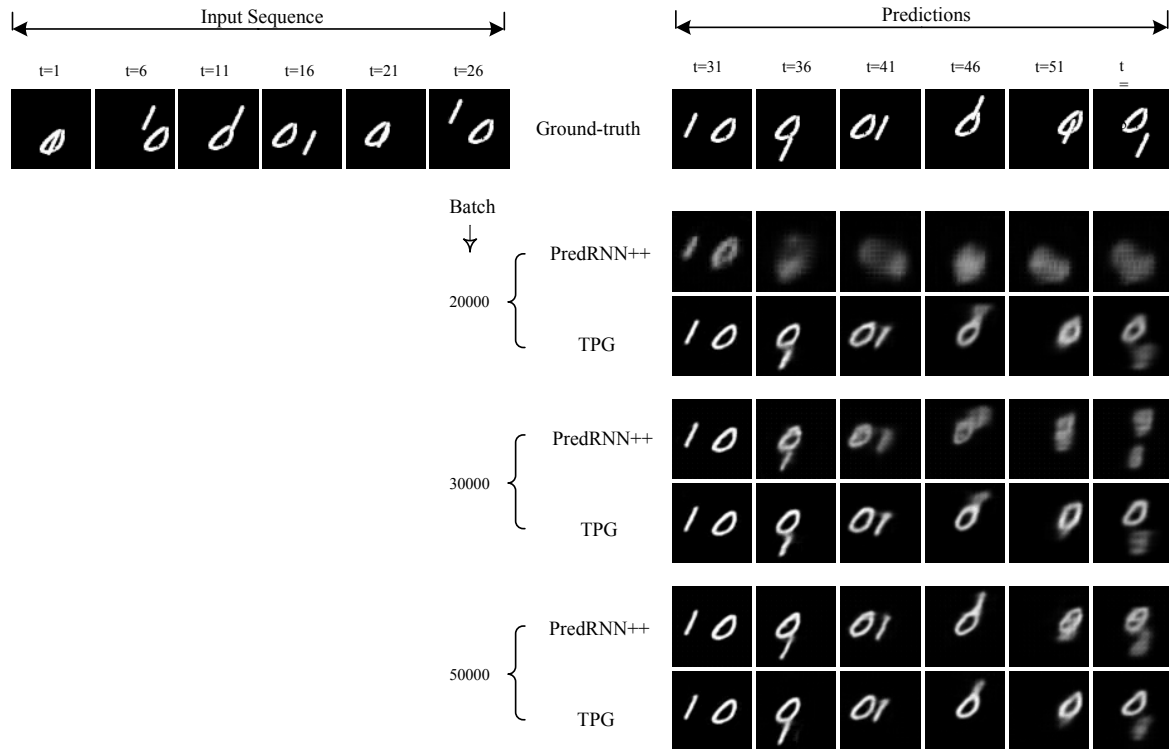 Input Sequence
Predictions
t=1 t=6 t=11 t=16 t=21 t=26
t=31 t=36 t=41 t=46 t=51 t
=
Ground-truth
Batch
PredRNN++
20000
TPG
PredRNN++
30000
TPG
PredRNN++
50000
TPG